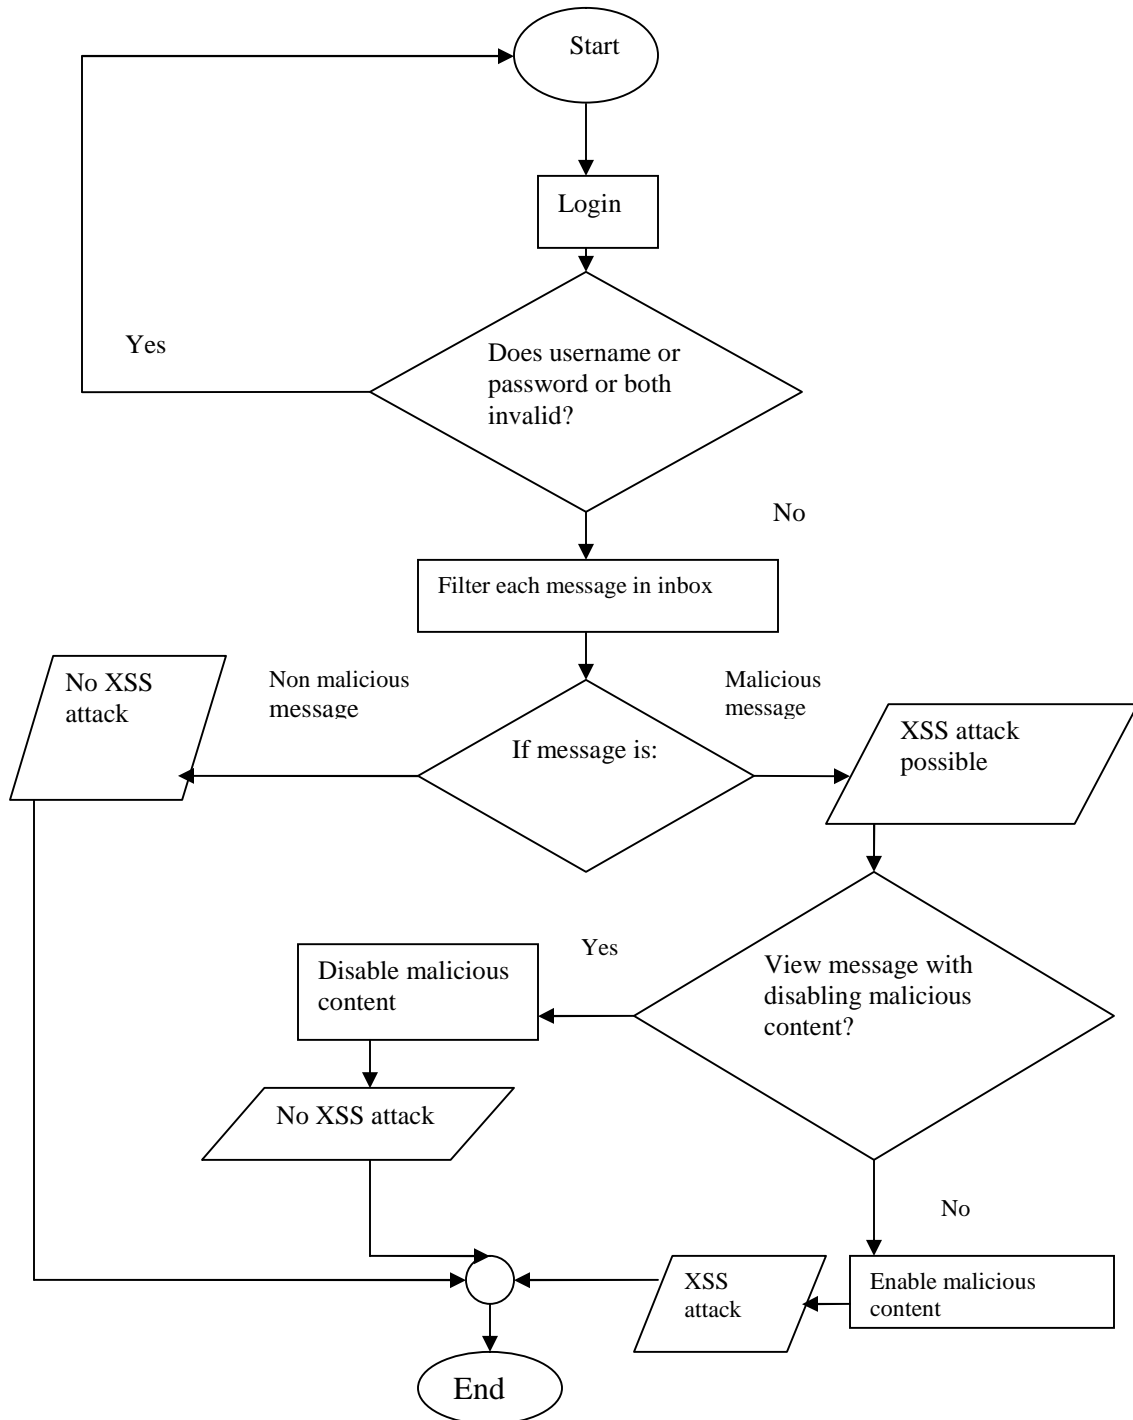 Start
Login
Yes
Does username or
password or both
invalid?
No
Filter each message in inbox
No XSS
attack
Non malicious
message
If message is:
Malicious
message
XSS attack
possible
Yes
Disable malicious
content
View message with
disabling malicious
content?
No XSS attack
No
XSS
attack
Enable malicious
content
End